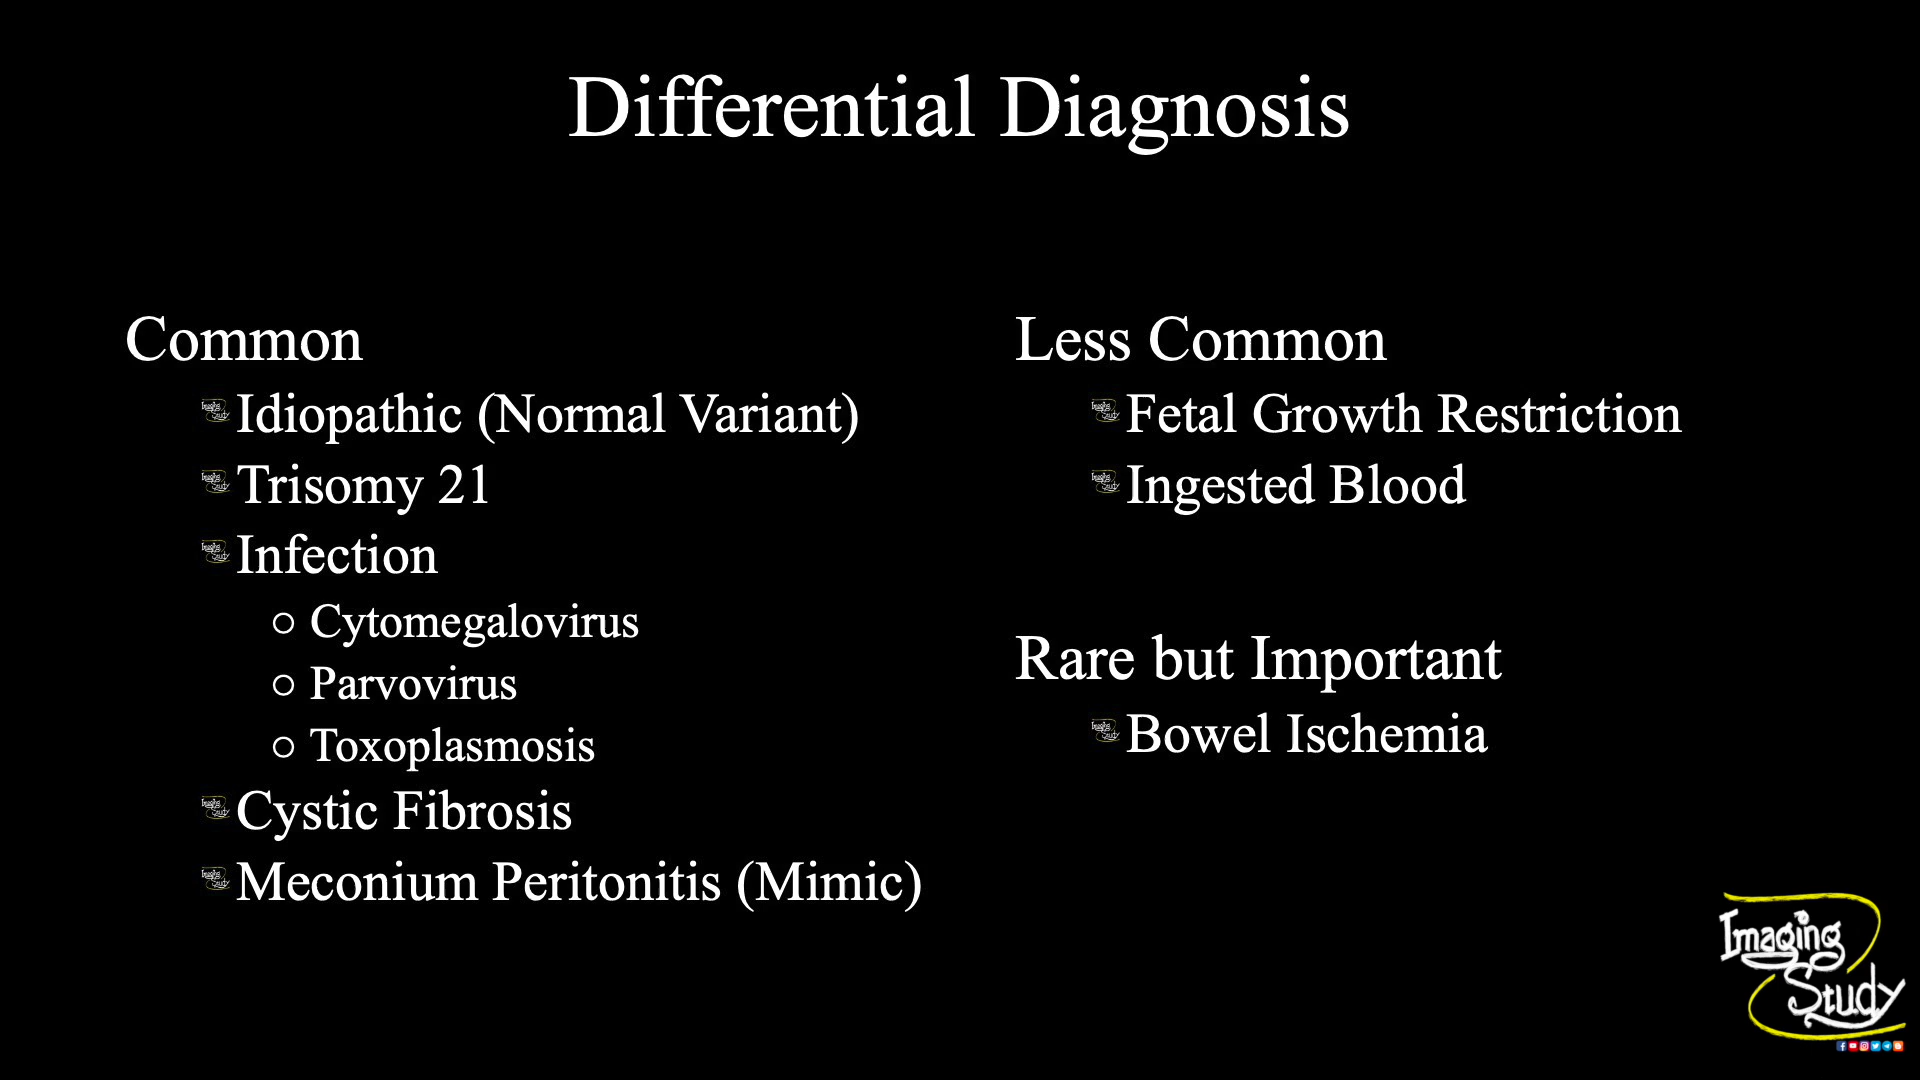 Differential Diagnosis
Common
Idiopathic (Normal Variant)
Trisomy 21
Infection
Cytomegalovirus
Parvovirus
Toxoplasmosis
Cystic Fibrosis
Meconium Peritonitis (Mimic)
Less Common
Fetal Growth Restriction
Ingested Blood
Rare but Important
Bowel Ischemia
Imaging
Study